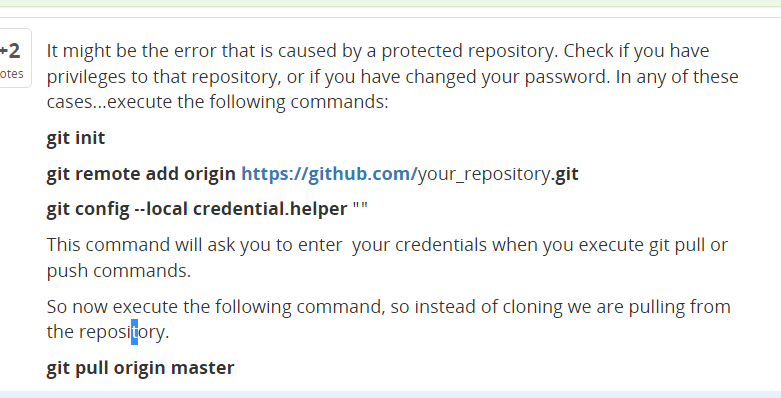 +2
otes
It might be the error that is caused by a protected repository. Check if you have
privileges to that repository, or if you have changed your password. In any of these
cases...execute the following commands:
git init
git remote add origin https://github.com/your_repository.git
git config --local credential.helper ""
This command will ask you to enter  your credentials when you execute git pull or
push commands.
So now execute the following command, so instead of cloning we are pulling from
the repository.
git pull origin master